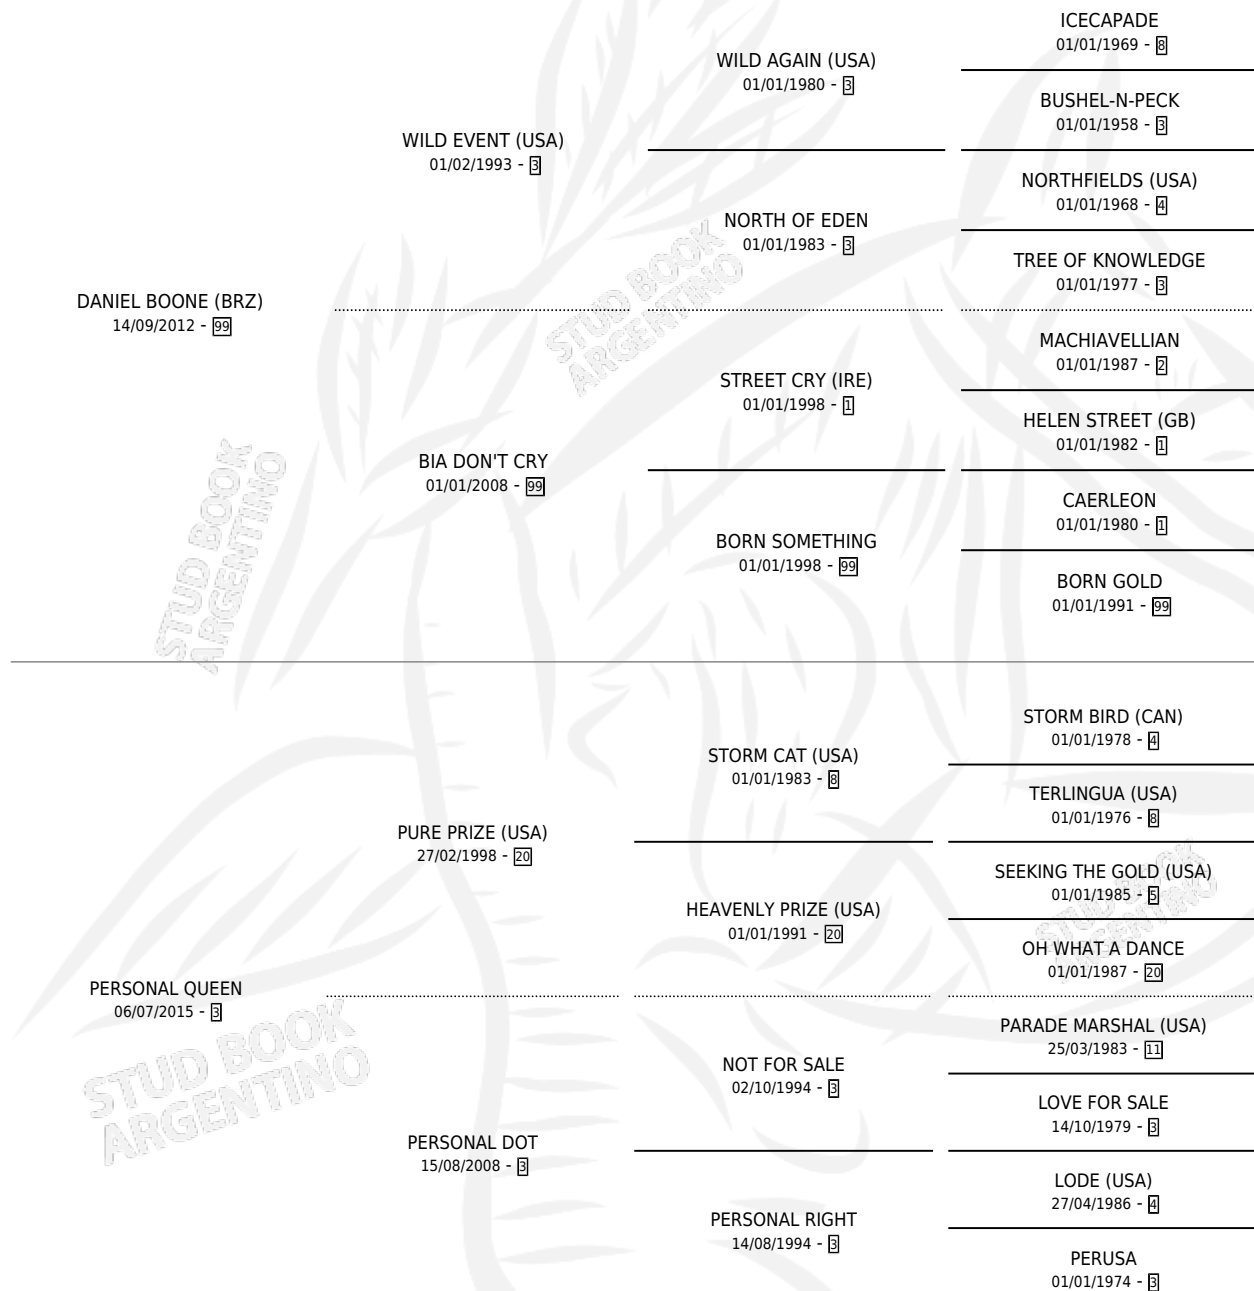 ICECAPADE
01/01/1969 - 8
WILD AGAIN (USA)
01/01/1980 - 3
BUSHEL-N-PECK
01/01/1958 - 3
WILD EVENT (USA)
01/02/1993 - 3
NORTHFIELDS (USA)
01/01/1968 - 4
NORTH OF EDEN
01/01/1983 - 3
TREE OF KNOWLEDGE
01/01/1977 - 3
DANIEL BOONE (BRZ)
14/09/2012 - 99
STUD BOOK
ARGENTINO
MACHIAVELLIAN
01/01/1987 - 2
STREET CRY (IRE)
01/01/1998 - 1
HELEN STREET (GB)
01/01/1982 - 1
BIA DON'T CRY
01/01/2008 - 99
CAERLEON
01/01/1980 - 1
BORN SOMETHING
01/01/1998 - 99
BORN GOLD
01/01/1991 - 99
STUD BOOK
ARGENTINO
STORM BIRD (CAN)
01/01/1978 - 4
STORM CAT (USA)
01/01/1983 - 8
TERLINGUA (USA)
01/01/1976 - 8
PURE PRIZE (USA)
27/02/1998 - 20
SEEKING THE GOLD (USA)
01/01/1985 - 5
HEAVENLY PRIZE (USA)
01/01/1991 - 20
OH WHAT A DANCE
01/01/1987 - 20
STUD BOOK
ARGENTINO
PERSONAL QUEEN
06/07/2015 - 3
PARADE MARSHAL (USA)
25/03/1983 - 11
NOT FOR SALE
02/10/1994 - 3
LOVE FOR SALE
14/10/1979 - 3
STUD BOOK
ARGENTINO
PERSONAL DOT
15/08/2008 - 3
LODE (USA)
27/04/1986 - 4
PERSONAL RIGHT
14/08/1994 - 3
PERUSA
01/01/1974 - 3